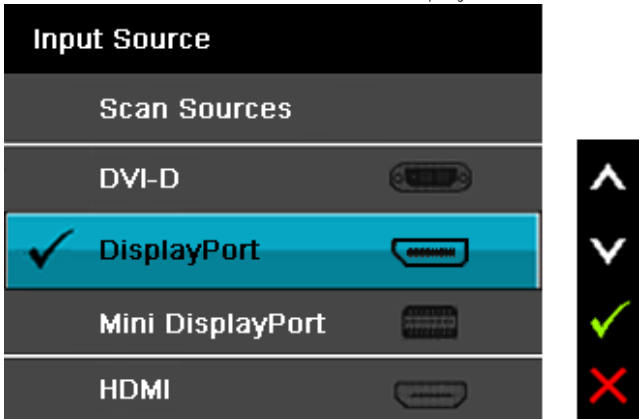 Input Source
Scan Sources
DVI-D
DisplayPort
Mini DisplayPort
HDMI